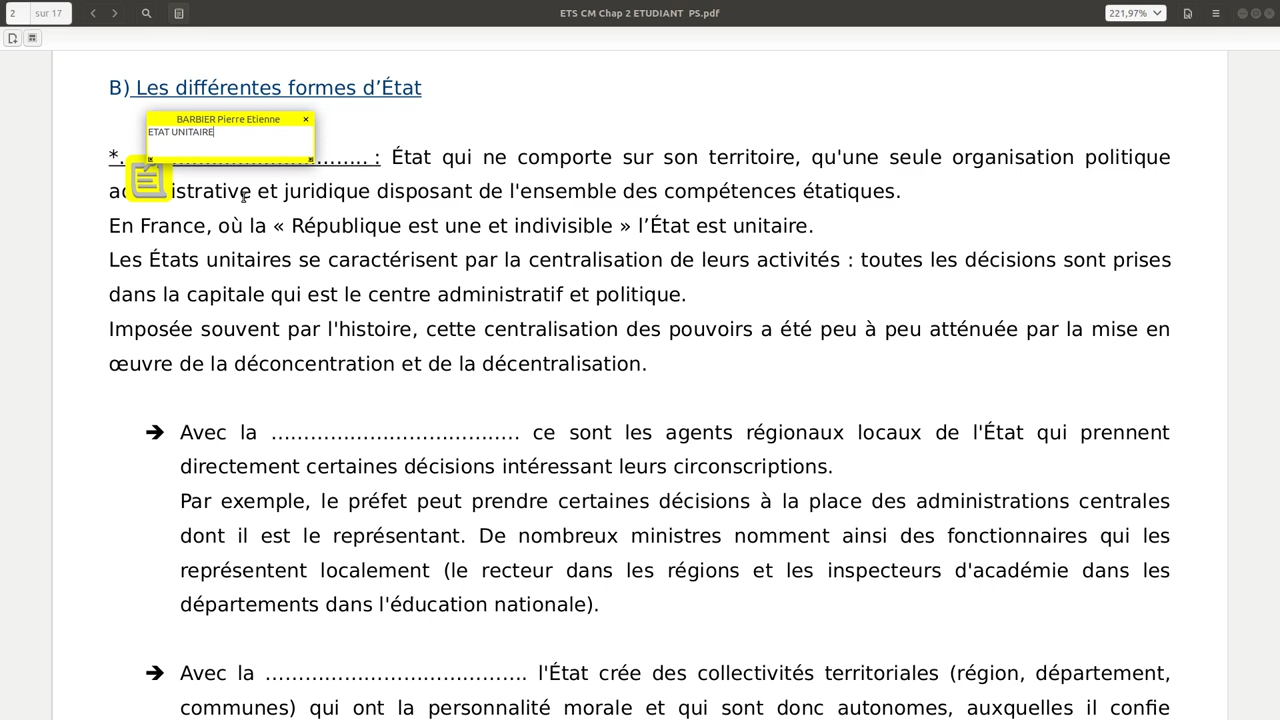 2 sur 17
ETS CM Chap 2 ETUDIANT PS.pdf
221,97%
B) Les différentes formes d’État
BARBIER Pierre Etienne
ETAT UNITAIRE
*. ……………………….. : État qui ne comporte sur son territoire, qu'une seule organisation politique
et juridique disposant de l'ensemble des compétences étatiques.
En France, où la « République est une et indivisible » l’État est unitaire.
Les États unitaires se caractérisent par la centralisation de leurs activités : toutes les décisions sont prises
dans la capitale qui est le centre administratif et politique.
Imposée souvent par l'histoire, cette centralisation des pouvoirs a été peu à peu atténuée par la mise en
œuvre de la déconcentration et de la décentralisation.
➔ Avec la ……………………………….. ce sont les agents régionaux locaux de l'État qui prennent
directement certaines décisions intéressant leurs circonscriptions.
Par exemple, le préfet peut prendre certaines décisions à la place des administrations centrales
dont il est le représentant. De nombreux ministres nomment ainsi des fonctionnaires qui les
représentent localement (le recteur dans les régions et les inspecteurs d'académie dans les
départements dans l'éducation nationale).
➔ Avec la …………………………………. l'État crée des collectivités territoriales (région, département,
communes) qui ont la personnalité morale et qui sont donc autonomes, auxquelles il confie